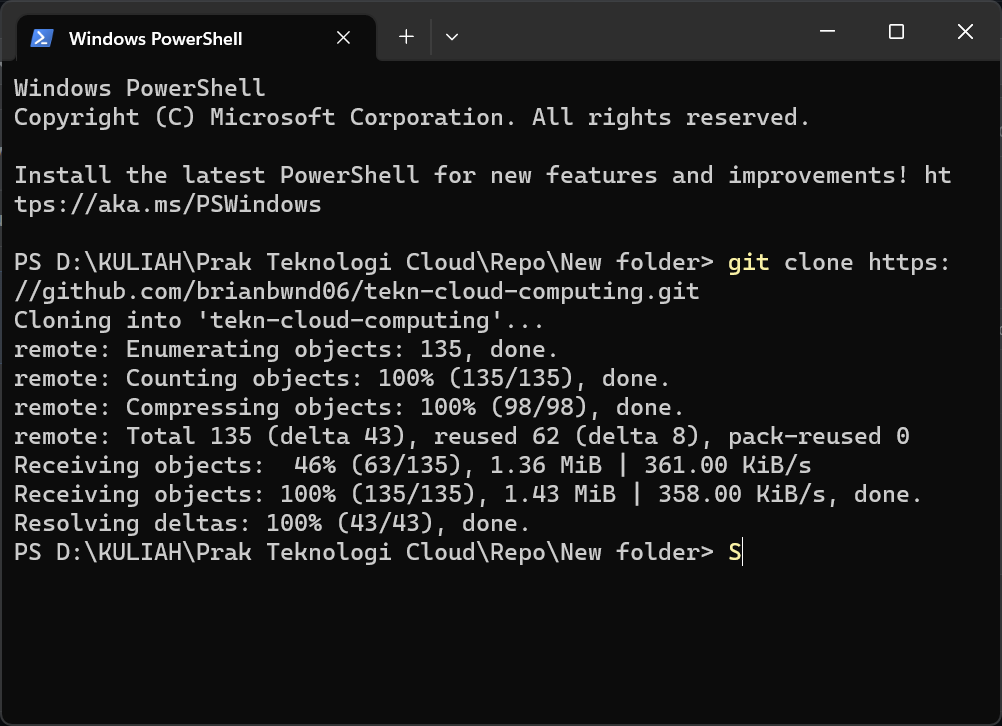 Windows PowerShell
Windows PowerShell
Copyright (C) Microsoft Corporation. All rights reserved.
Install the latest PowerShell for new features and improvements! ht
tps://aka.ms/PSWindows
PS D:\KULIAH\Prak Teknologi Cloud\Repo\New folder> git clone https:
//github.com/brianbwnd06/tekn-cloud-computing.git
Cloning into 'tekn-cloud-computing'...
remote: Enumerating objects: 135, done.
remote: Counting objects: 100% (135/135), done.
remote: Compressing objects: 100% (98/98), done.
remote: Total 135 (delta 43), reused 62 (delta 8), pack-reused 0
Receiving objects:  46% (63/135), 1.36 MiB | 361.00 KiB/s
Receiving objects: 100% (135/135), 1.43 MiB | 358.00 KiB/s, done.
Resolving deltas: 100% (43/43), done.
PS D:\KULIAH\Prak Teknologi Cloud\Repo\New folder> S